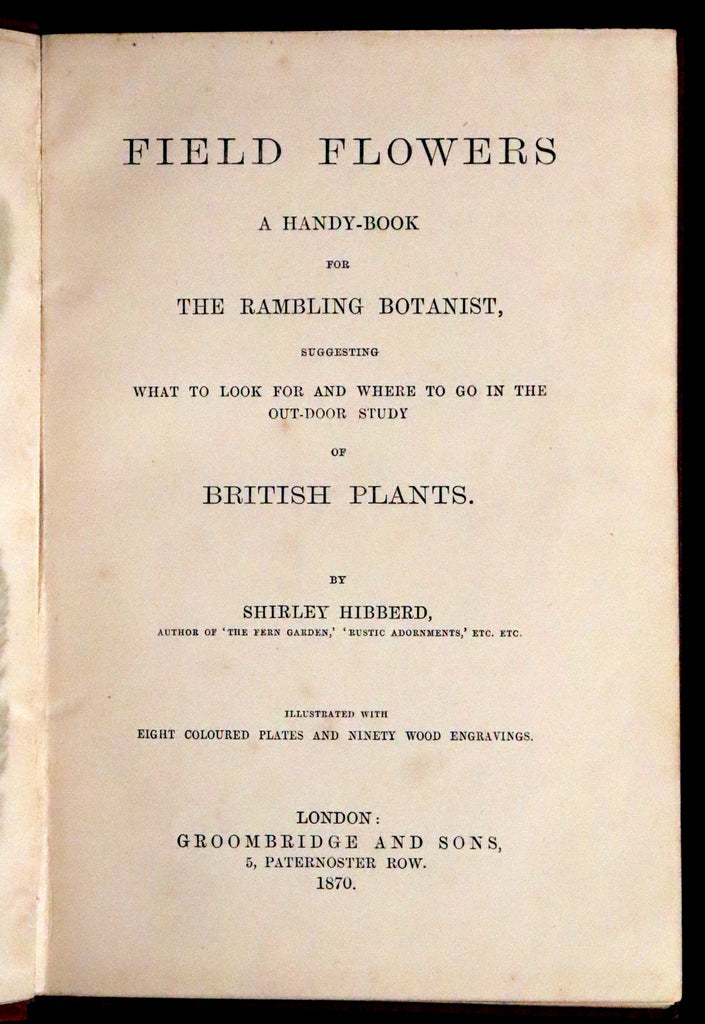 FIELD FLOWERS
A HANDY-BOOK
FOR
THE RAMBLING BOTANIST,
SUGGESTING
WHAT TO LOOK FOR AND WHERE TO GO IN THE
OUT-DOOR STUDY
OF
BRITISH PLANTS.
BY
SHIRLEY HIBBERD,
AUTHOR OF 'THE FERN GARDEN,' 'RUSTIC ADORNMENTS,' ETC. ETC.
ILLUSTRATED WITH
EIGHT COLOURED PLATES AND NINETY WOOD ENGRAVINGS.
LONDON:
GROOMBRIDGE AND SONS,
5, PATERNOSTER ROW.
1870.